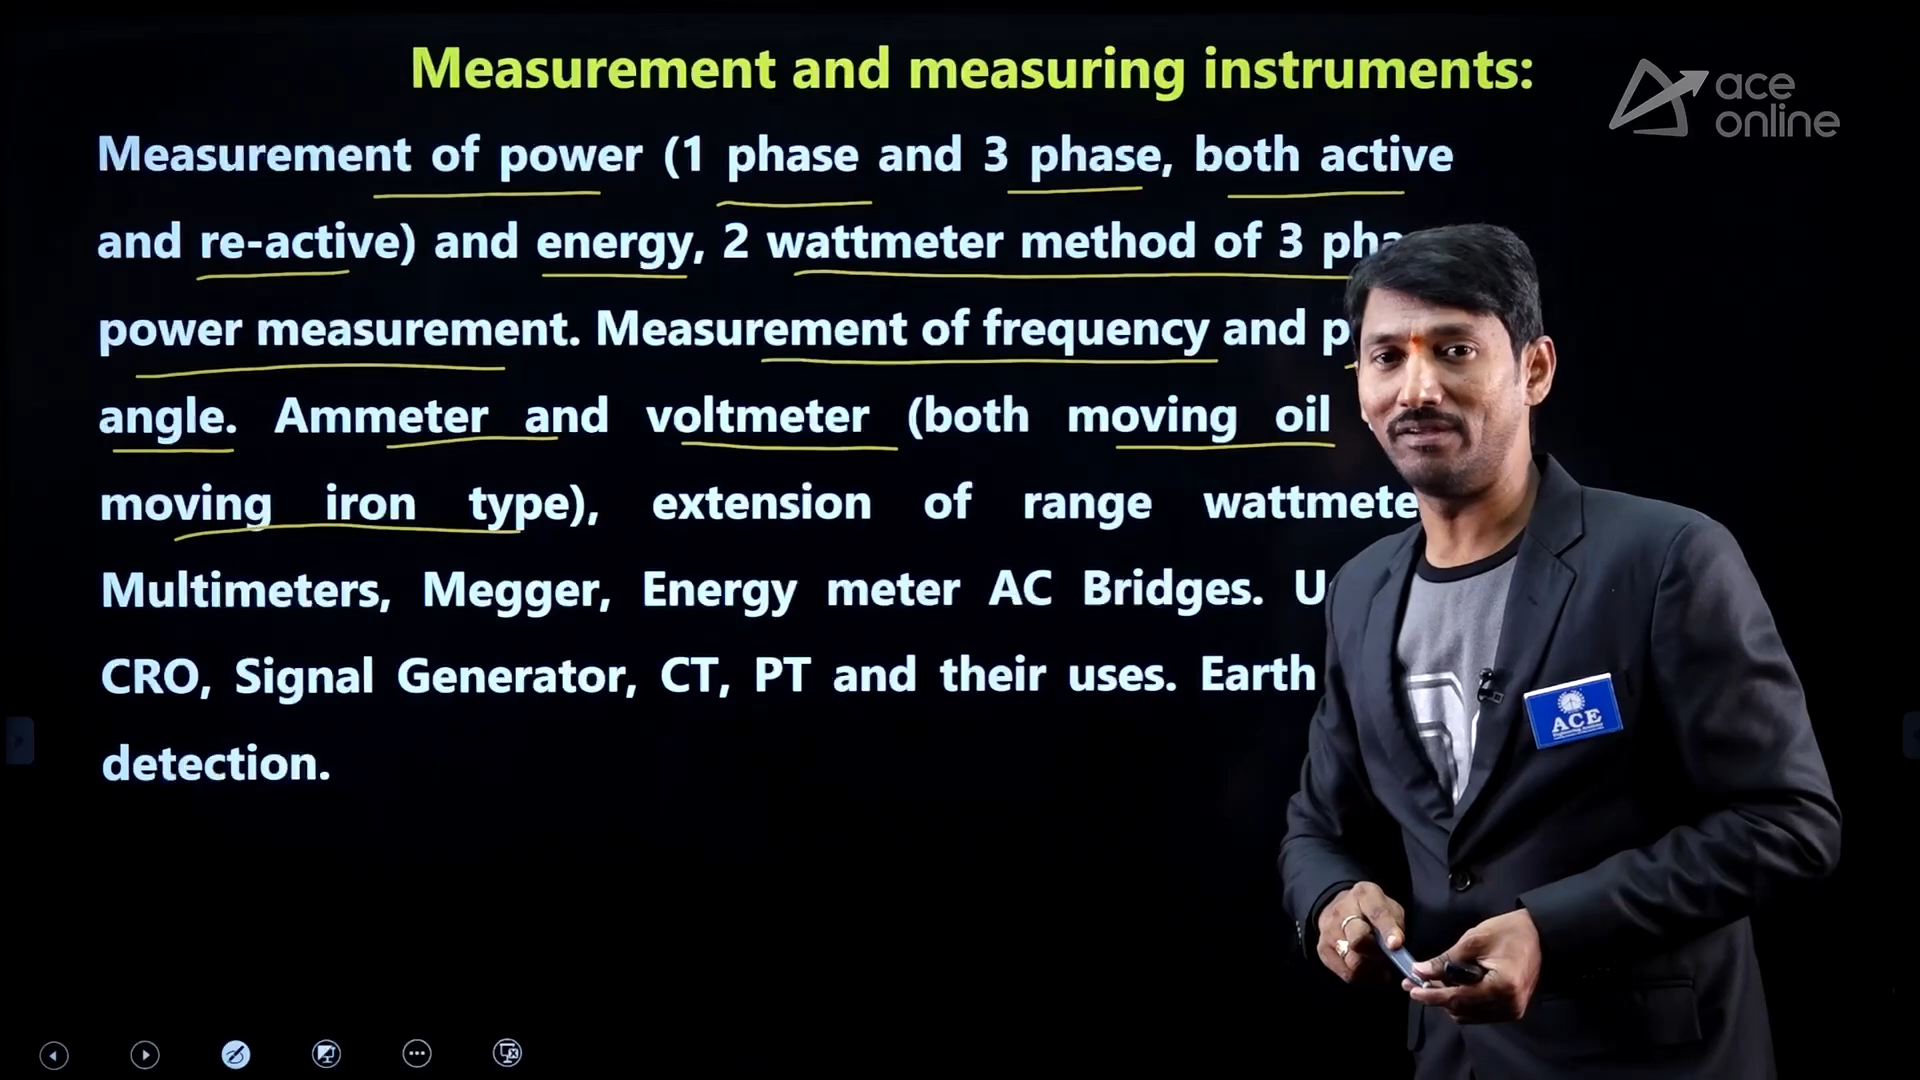 Measurement and measuring instruments:
ace
online
Measurement of power (1 phase and 3 phase, both active
and re-active) and energy, 2 wattmeter method of 3
power measurement. Measurement of frequency and
angle. Ammeter and voltmeter (both moving oil
moving iron type), extension of range
Multimeters, Megger, Energy meter AC Bridges.
CRO, Signal Generator, CT, PT and their uses. Earth
detection.
ACE